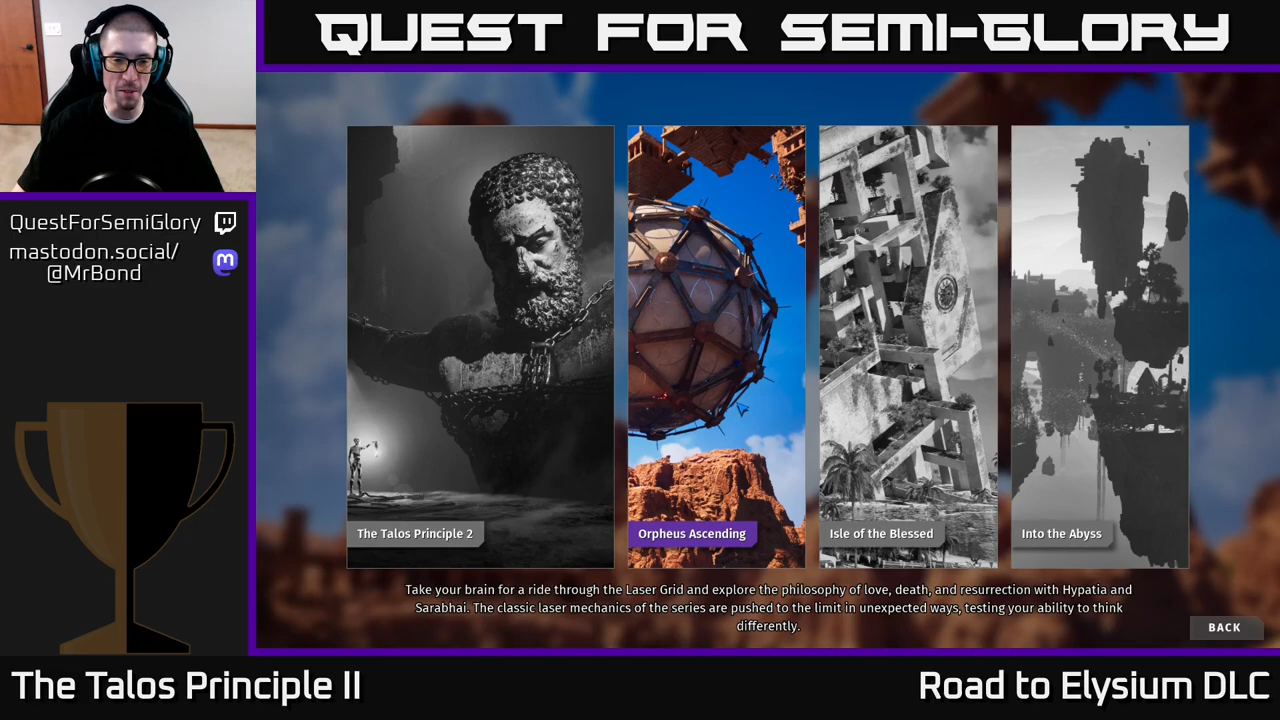 QUEST FOR SEMI-GLORY
QuestForSemiGlory
mastodon.social/
@MrBond
The Talos Principle 2
Orpheus Ascending
Isle of the Blessed
Into the Abyss
Take your brain for a ride through the Laser Grid and explore the philosophy of love, death, and resurrection with Hypatia and
Sarabhai. The classic laser mechanics of the series are pushed to the limit in unexpected ways, testing your ability to think
differently.
BACK
The Talos Principle II
Road to Elysium DLC